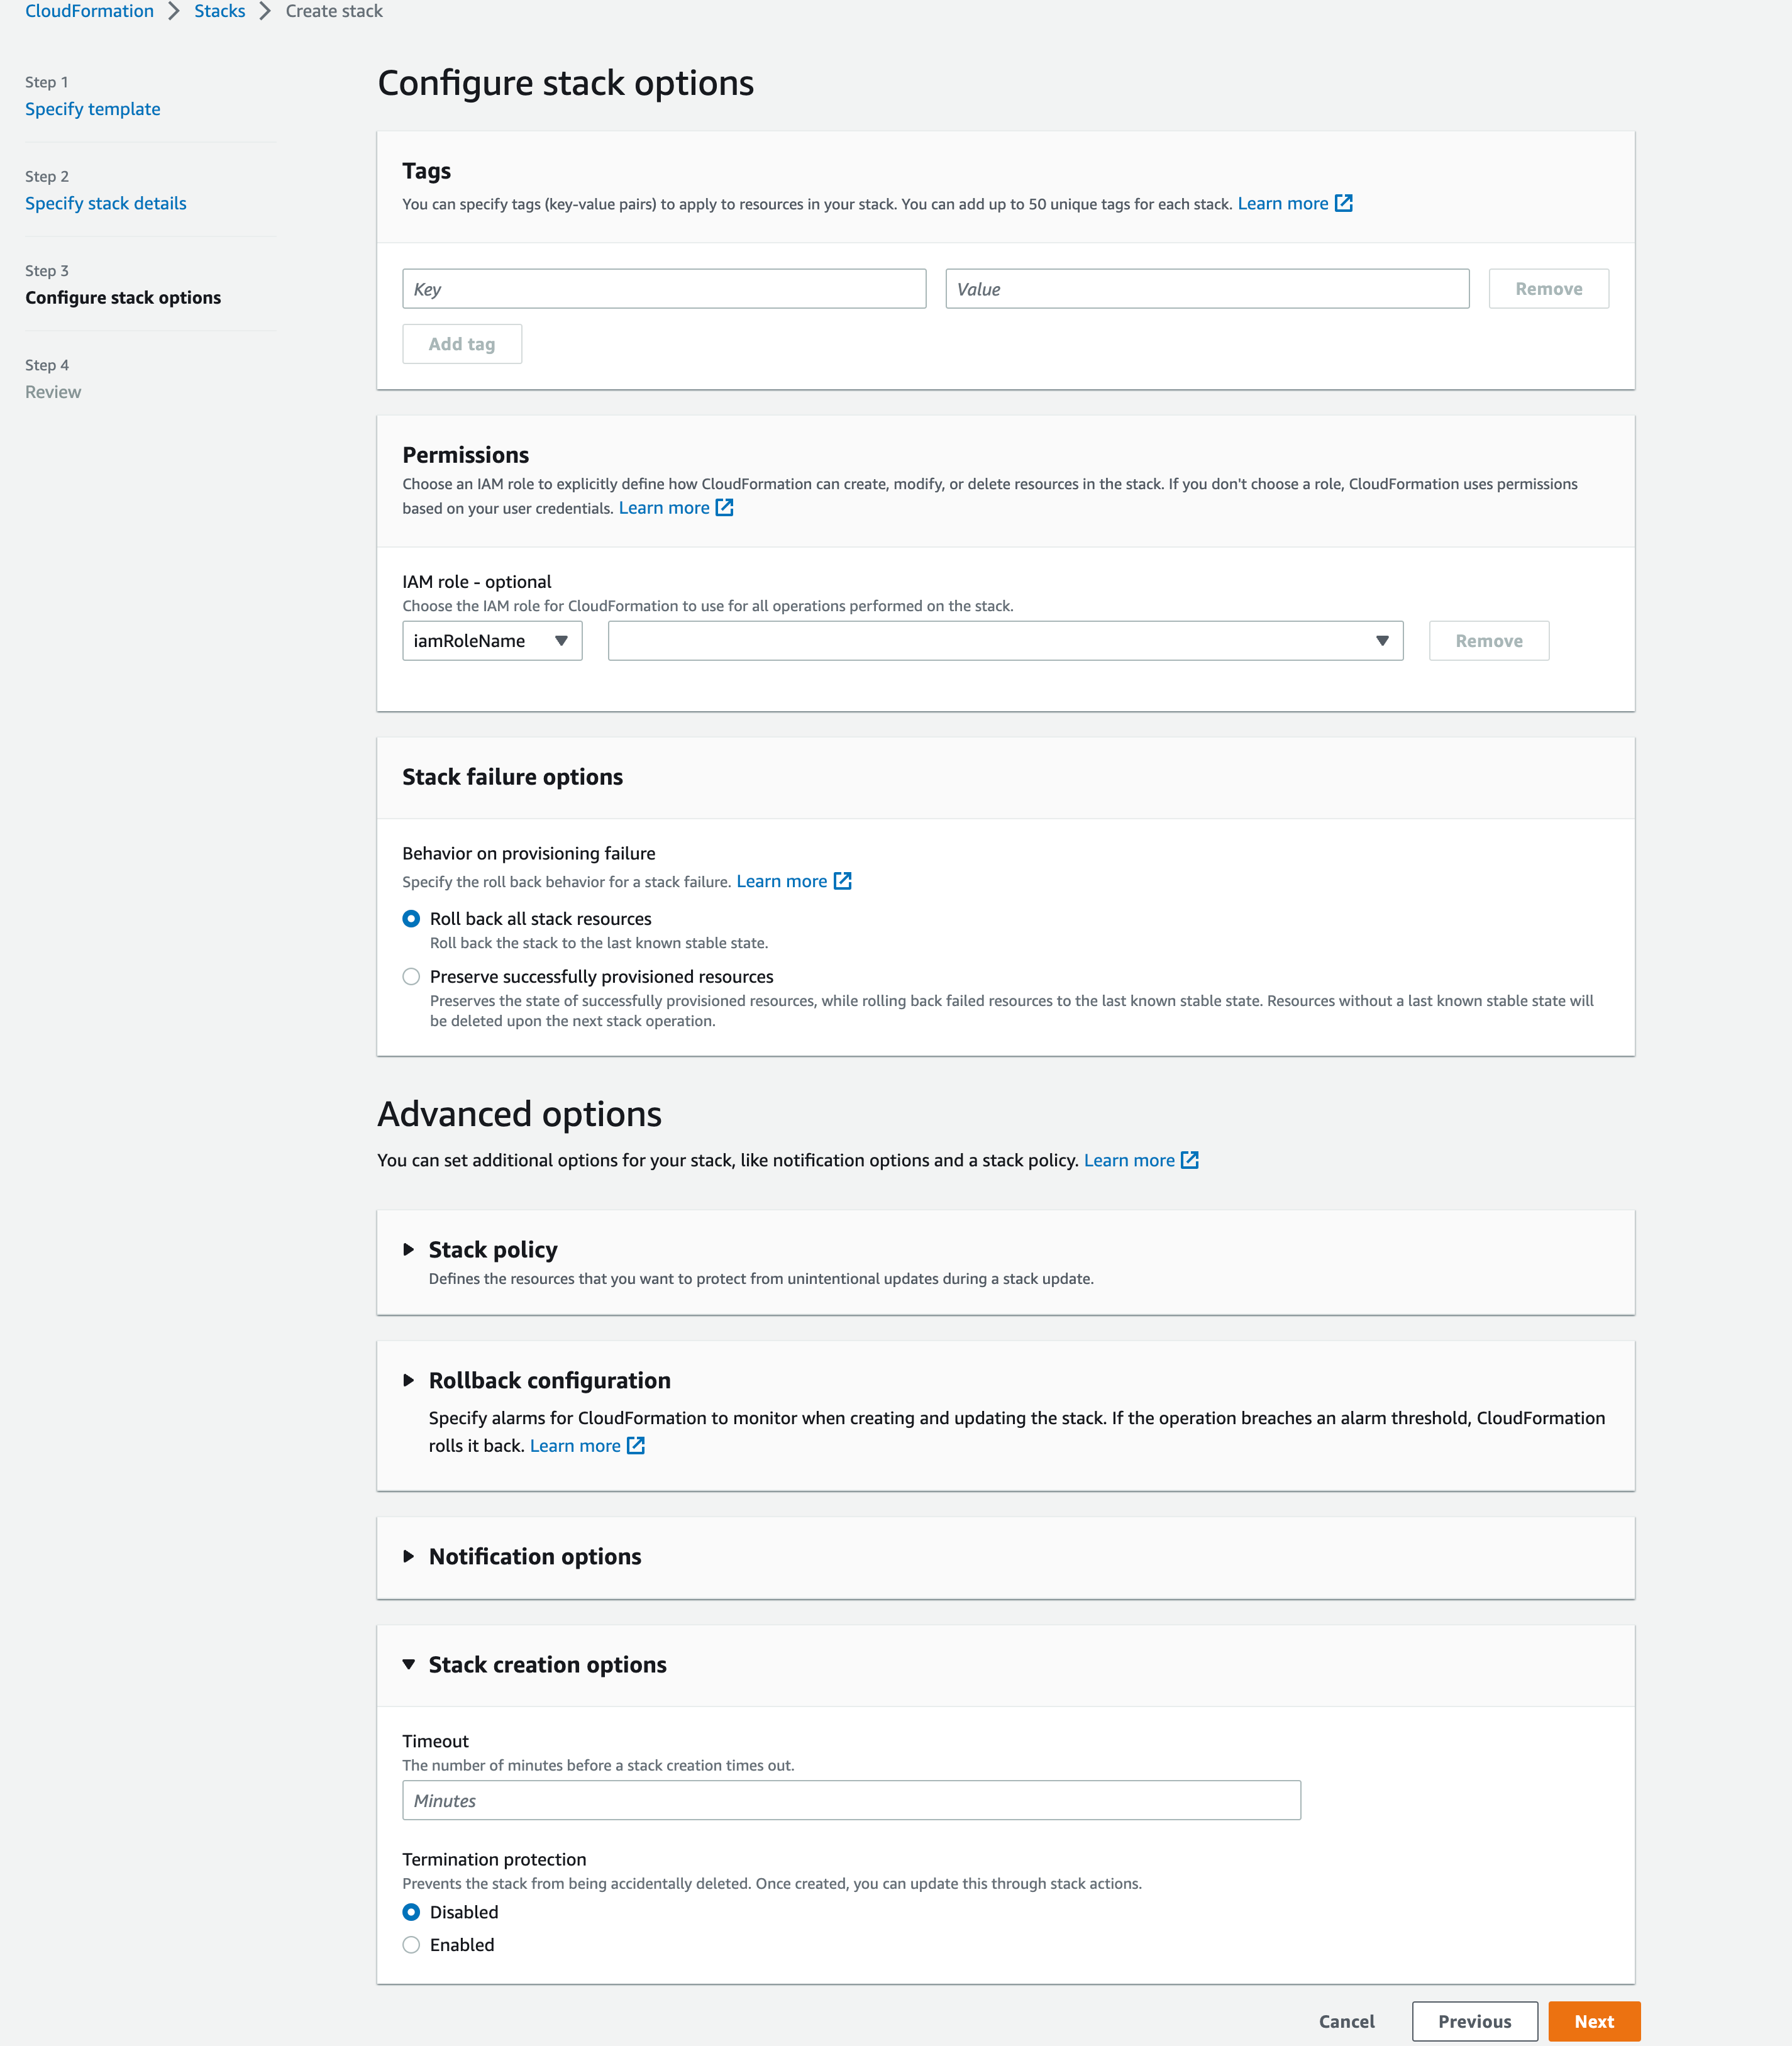 CloudFormation > Stacks > Create stack
Step 1
Specify template
Step 2
Specify stack details
Step 3
Configure stack options
Step 4
Review
Configure stack options
Tags
You can specify tags (key-value pairs) to apply to resources in your stack. You can add up to 50 unique tags for each stack. Learn more
Key Value Remove
Add tag
Permissions
Choose an IAM role to explicitly define how CloudFormation can create, modify, or delete resources in the stack. If you don't choose a role, CloudFormation uses permissions
based on your user credentials. Learn more
IAM role - optional
Choose the IAM role for CloudFormation to use for all operations performed on the stack.
iamRoleName Remove
Stack failure options
Behavior on provisioning failure
Specify the roll back behavior for a stack failure. Learn more
Roll back all stack resources
Roll back the stack to the last known stable state.
Preserve successfully provisioned resources
Preserves the state of successfully provisioned resources, while rolling back failed resources to the last known stable state. Resources without a last known stable state will
be deleted upon the next stack operation.
Advanced options
You can set additional options for your stack, like notification options and a stack policy. Learn more
Stack policy
Defines the resources that you want to protect from unintentional updates during a stack update.
Rollback configuration
Specify alarms for CloudFormation to monitor when creating and updating the stack. If the operation breaches an alarm threshold, CloudFormation
rolls it back. Learn more
Notification options
Stack creation options
Timeout
The number of minutes before a stack creation times out.
Minutes
Termination protection
Prevents the stack from being accidentally deleted. Once created, you can update this through stack actions.
Disabled
Enabled
Cancel Previous Next